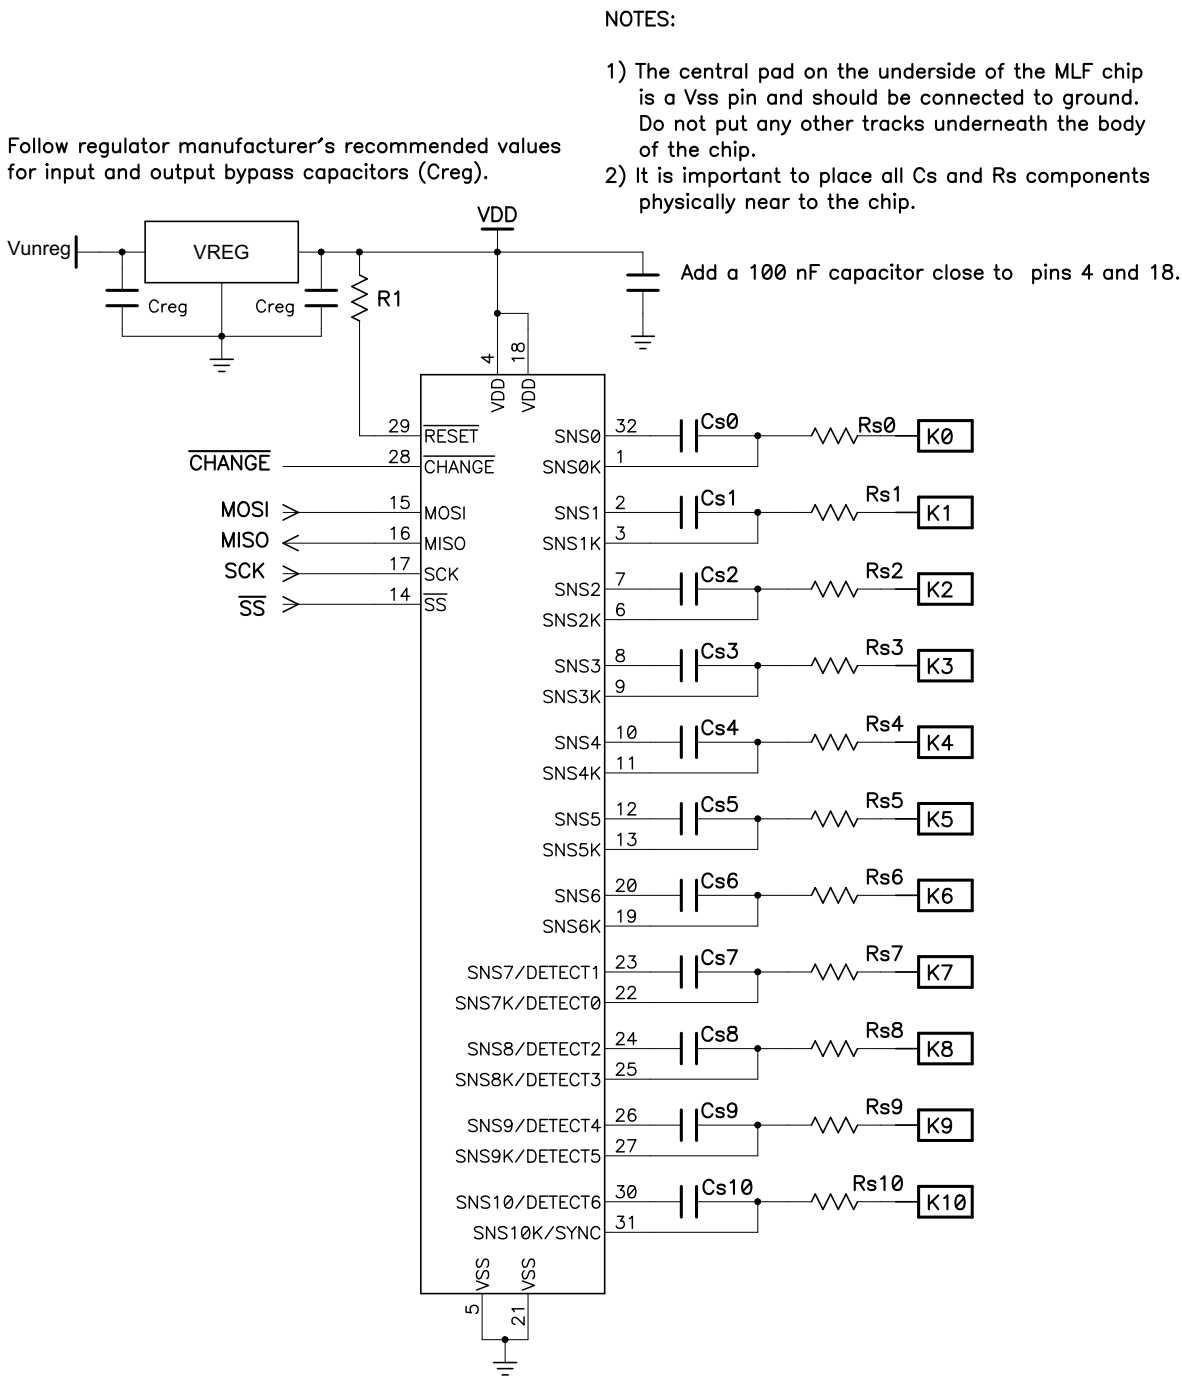 NOTES:
1) The central pad on the underside of the MLF chip
is a Vss pin and should be connected to ground.
Do not put any other tracks underneath the body
of the chip.
2) It is important to place all Cs and Rs components
physically near to the chip.
Follow regulator manufacturer's recommended values
for input and output bypass capacitors (Creg).
VDD
Vunreg
VREG
Creg
Creg
R1
Add a 100 nF capacitor close to pins 4 and 18.
4
18
VDD
VDD
29
RESET
CHANGE
28
CHANGE
MOSI
15
MOSI
MISO
16
MISO
SCK
17
SCK
SS
14
SS
SNS0
32
Cs0
Rs0
K0
SNS0K
1
SNS1
2
Cs1
Rs1
K1
SNS1K
3
SNS2
7
Cs2
Rs2
K2
SNS2K
6
SNS3
8
Cs3
Rs3
K3
SNS3K
9
SNS4
10
Cs4
Rs4
K4
SNS4K
11
SNS5
12
Cs5
Rs5
K5
SNS5K
13
SNS6
20
Cs6
Rs6
K6
SNS6K
19
SNS7/DETECT1
23
Cs7
Rs7
K7
SNS7K/DETECT0
22
SNS8/DETECT2
24
Cs8
Rs8
K8
SNS8K/DETECT3
25
SNS9/DETECT4
26
Cs9
Rs9
K9
SNS9K/DETECT5
27
SNS10/DETECT6
30
Cs10
Rs10
K10
SNS10K/SYNC
31
VSS
VSS
5
21